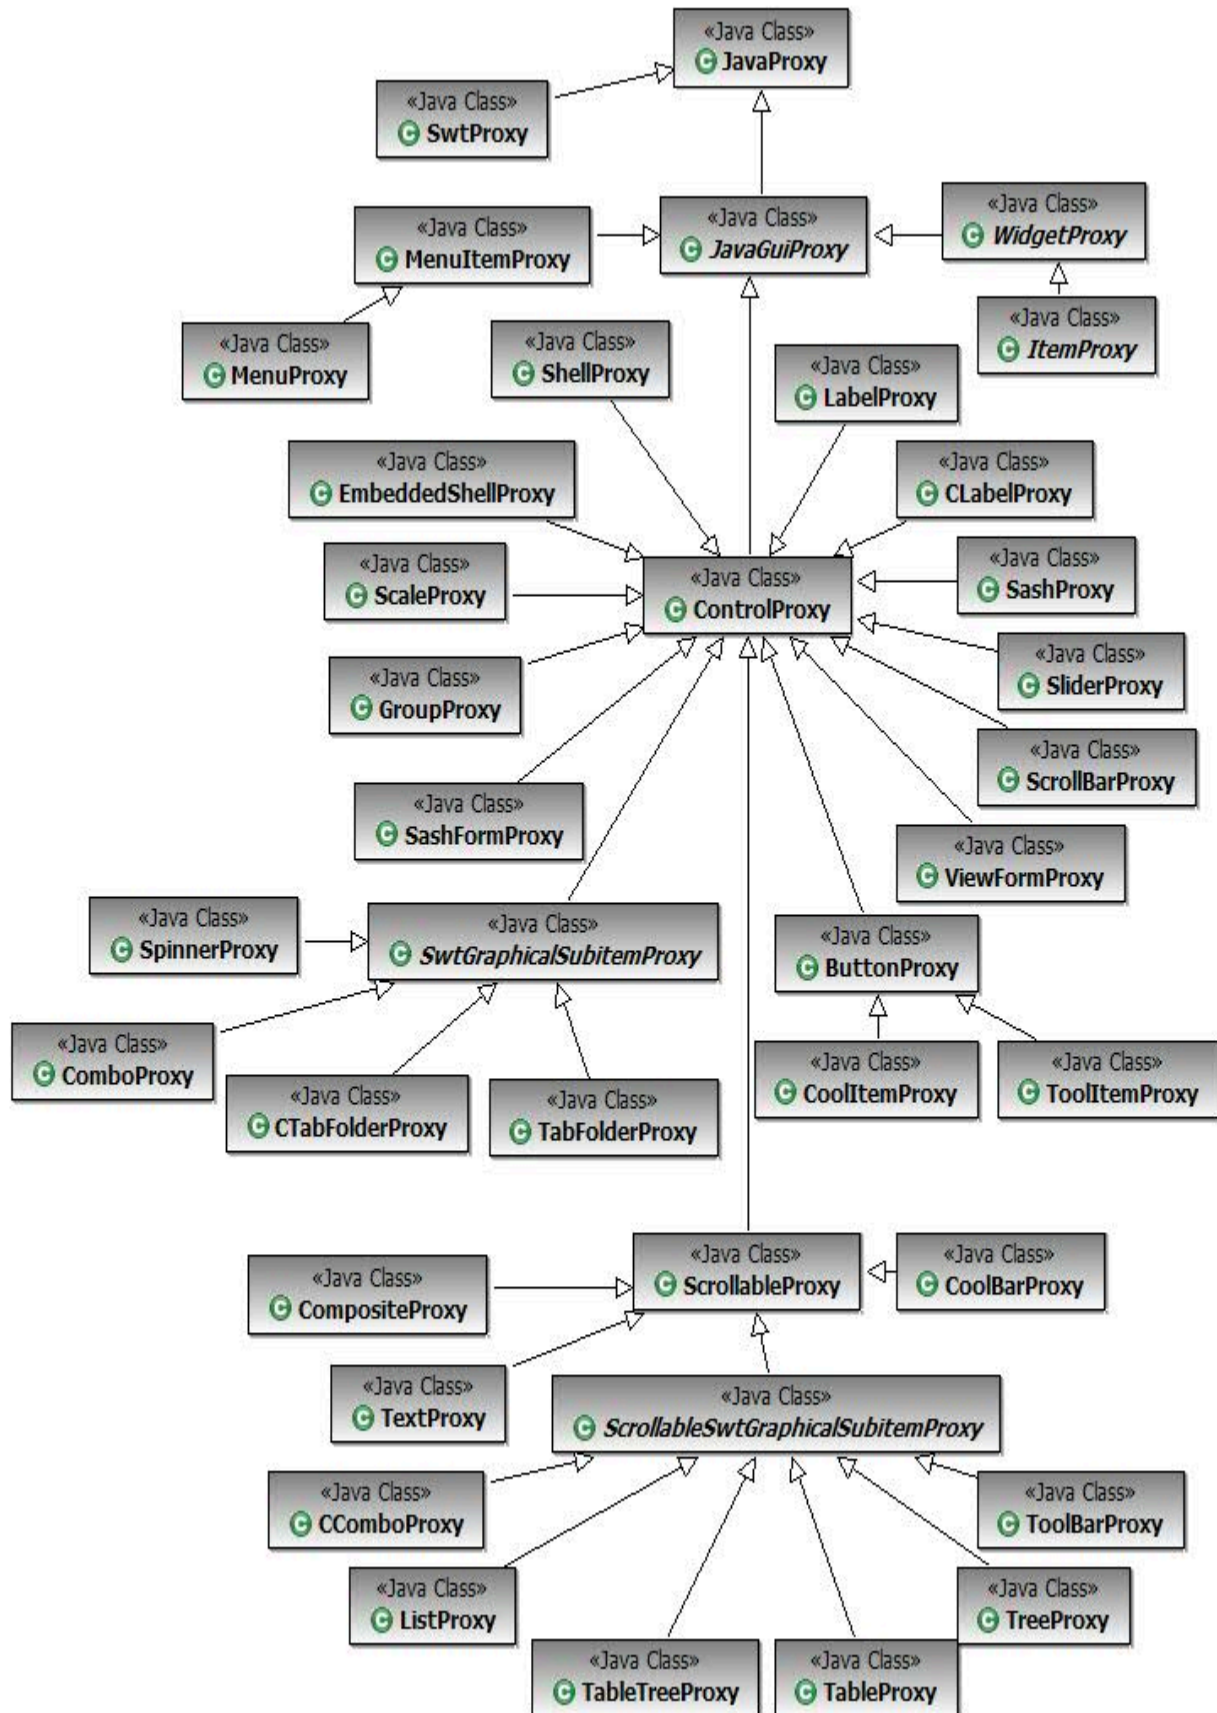 «Java Class»
C JavaProxy
«Java Class»
C SwtProxy
«Java Class»
C MenuItemProxy
«Java Class»
C JavaGuiProxy
«Java Class»
C WidgetProxy
«Java Class»
C ItemProxy
«Java Class»
C MenuProxy
«Java Class»
C ShellProxy
«Java Class»
C LabelProxy
«Java Class»
C EmbeddedShellProxy
«Java Class»
C CLabelProxy
«Java Class»
C ScaleProxy
«Java Class»
C ControlProxy
«Java Class»
C SashProxy
«Java Class»
C GroupProxy
«Java Class»
C SliderProxy
«Java Class»
C ScrollBarProxy
«Java Class»
C SashFormProxy
«Java Class»
C ViewFormProxy
«Java Class»
C SpinnerProxy
«Java Class»
C SwtGraphicalSubitemProxy
«Java Class»
C ButtonProxy
«Java Class»
C ComboProxy
«Java Class»
C CTabFolderProxy
«Java Class»
C TabFolderProxy
«Java Class»
C CoolItemProxy
«Java Class»
C ToolItemProxy
«Java Class»
C CompositeProxy
«Java Class»
C ScrollableProxy
«Java Class»
C CoolBarProxy
«Java Class»
C TextProxy
«Java Class»
C ScrollableSwtGraphicalSubitemProxy
«Java Class»
C CComboProxy
«Java Class»
C ToolBarProxy
«Java Class»
C ListProxy
«Java Class»
C TreeProxy
«Java Class»
C TableTreeProxy
«Java Class»
C TableProxy